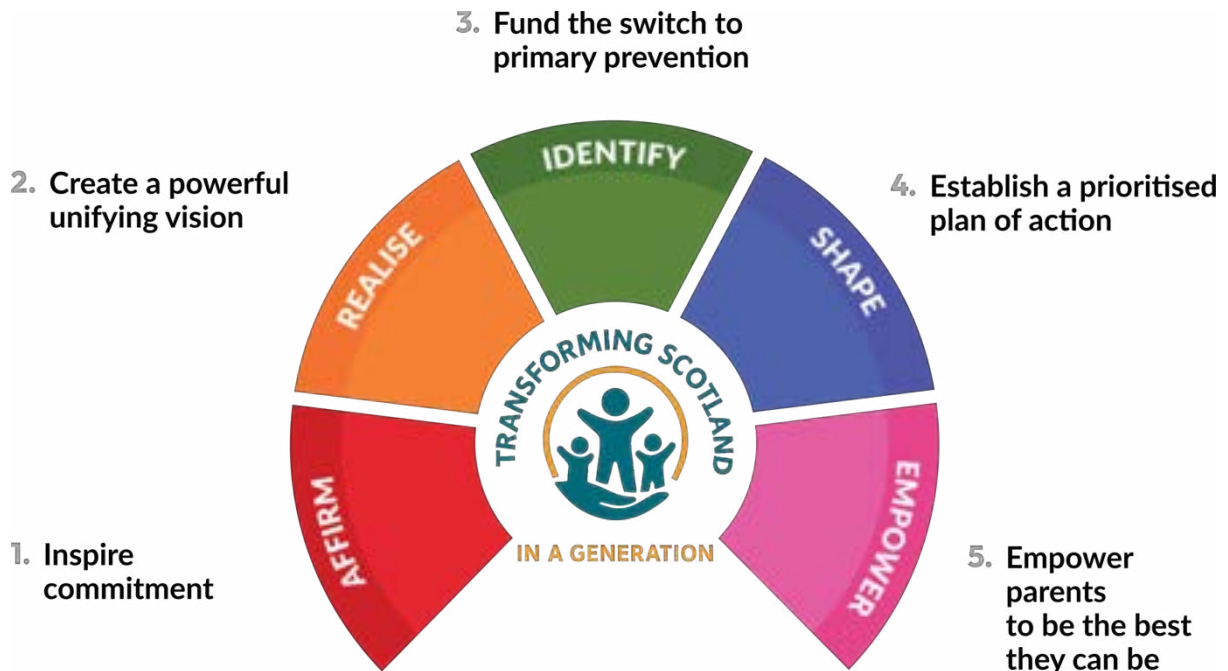 3. Fund the switch to
primary prevention
2. Create a powerful
unifying vision
4. Establish a prioritised
plan of action
1. Inspire
commitment
5. Empower
parents
to be the best
they can be
AFFIRM
REALISE
IDENTIFY
SHAPE
EMPOWER
TRANSFORMING SCOTLAND
IN A GENERATION